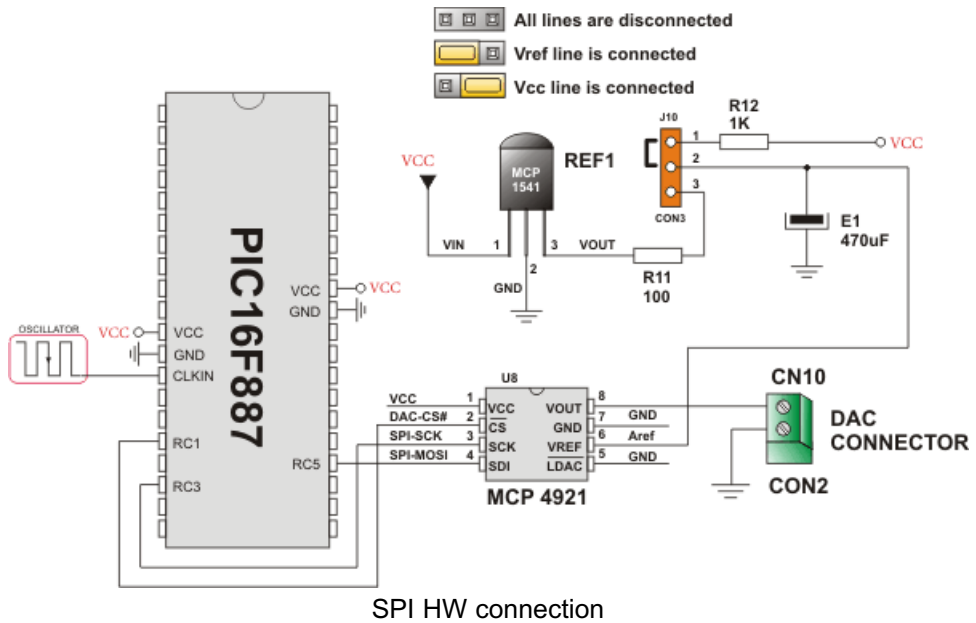 All lines are disconnected
Vref line is connected
Vcc line is connected
J10
R12
1K
1
VCC
2
3
CON3
VCC
MCP
1541
REF1
E1
470uF
VIN
1
3
VOUT
2
GND
R11
100
PIC16F887
VCC
VCC
GND
OSCILLATOR
VCC
VCC
GND
CLKIN
RC1
RC5
RC3
U8
VCC
1
VCC
VOUT
8
DAC-CS#
2
CS
GND
7
GND
SPI-SCK
3
SCK
VREF
6
Aref
SPI-MOSI
4
SDI
LDAC
5
GND
MCP 4921
CN10
DAC
CONNECTOR
CON2
SPI HW connection